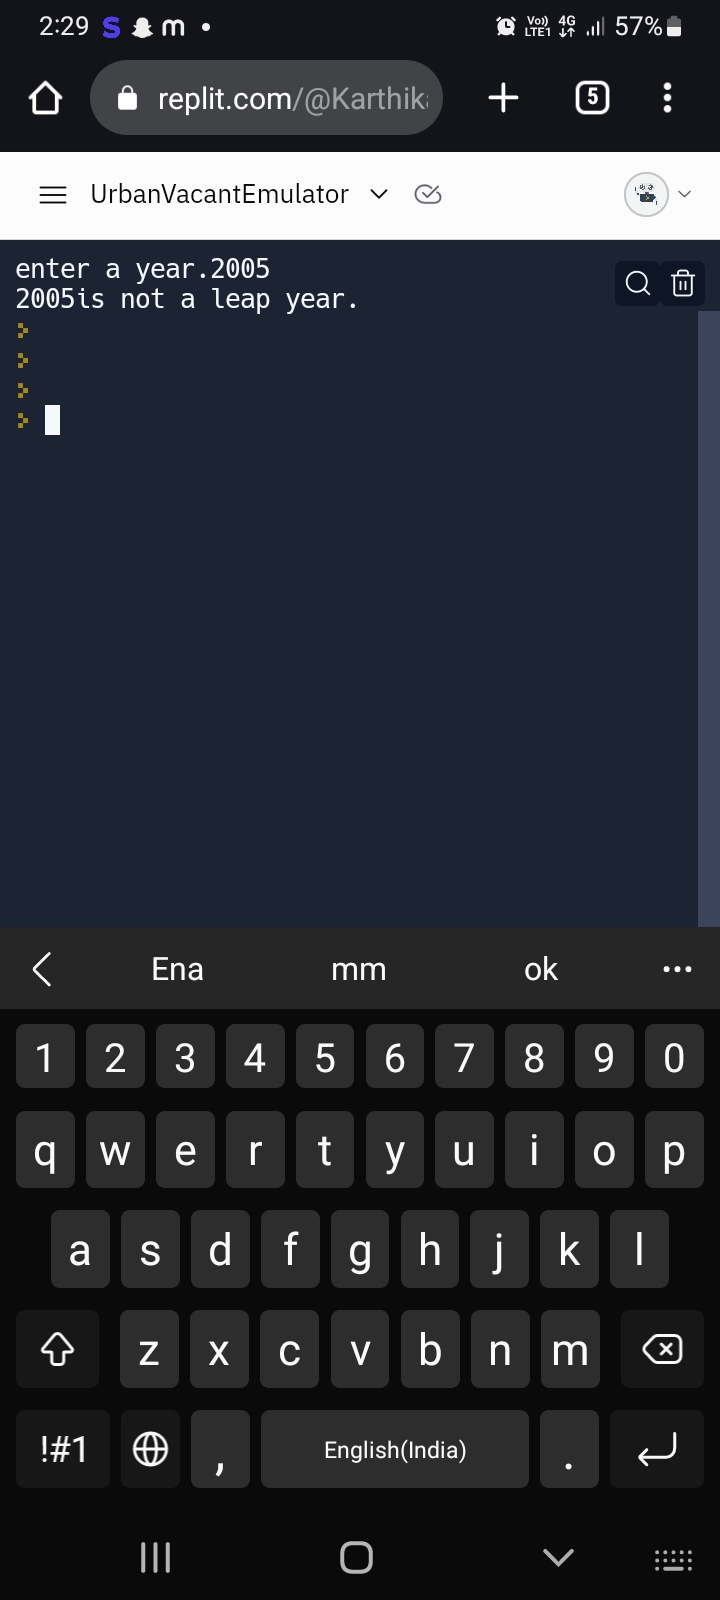 2:29 S m • Vo)) LTE1 4G 57%
replit.com/@Karthik 5
UrbanVacantEmulator
enter a year.2005
2005is not a leap year.
Ena mm ok ...
1 2 3 4 5 6 7 8 9 0
q w e r t y u i o p
a s d f g h j k l
z x c v b n m
!#1 , English(India) .